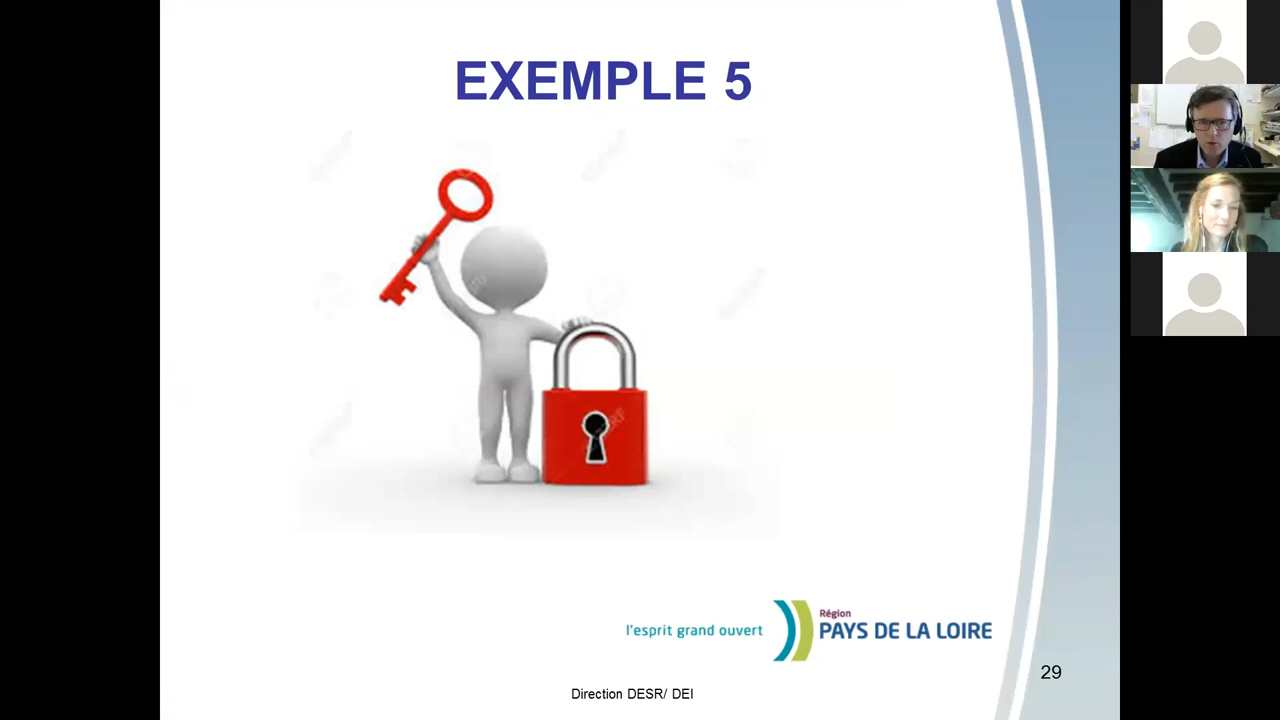 EXEMPLE 5
l'esprit grand ouvert
Région
PAYS DE LA LOIRE
29
Direction DESR/ DEI